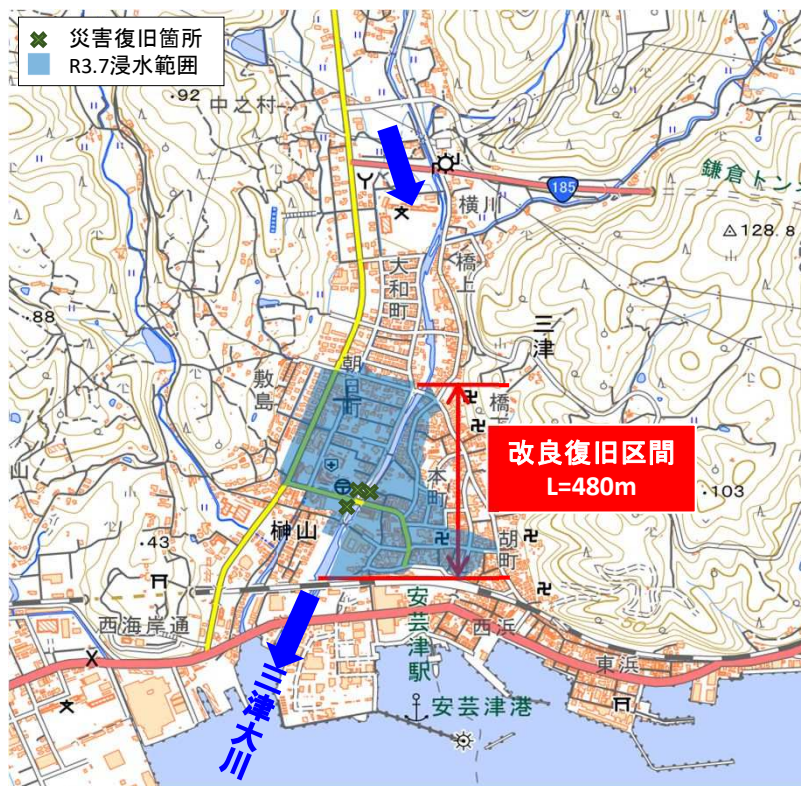 災害復旧箇所
R3.7浸水範囲
・92
中之村
185
鎌倉トン
横川
128.8
橋上
大和町
三津
・88
朝日町
敷島
本町
改良復旧区間
L=480m
・103
榊山
・43
胡町
西海岸通
安芸津駅
西浜
東浜
安芸津港
三津大川